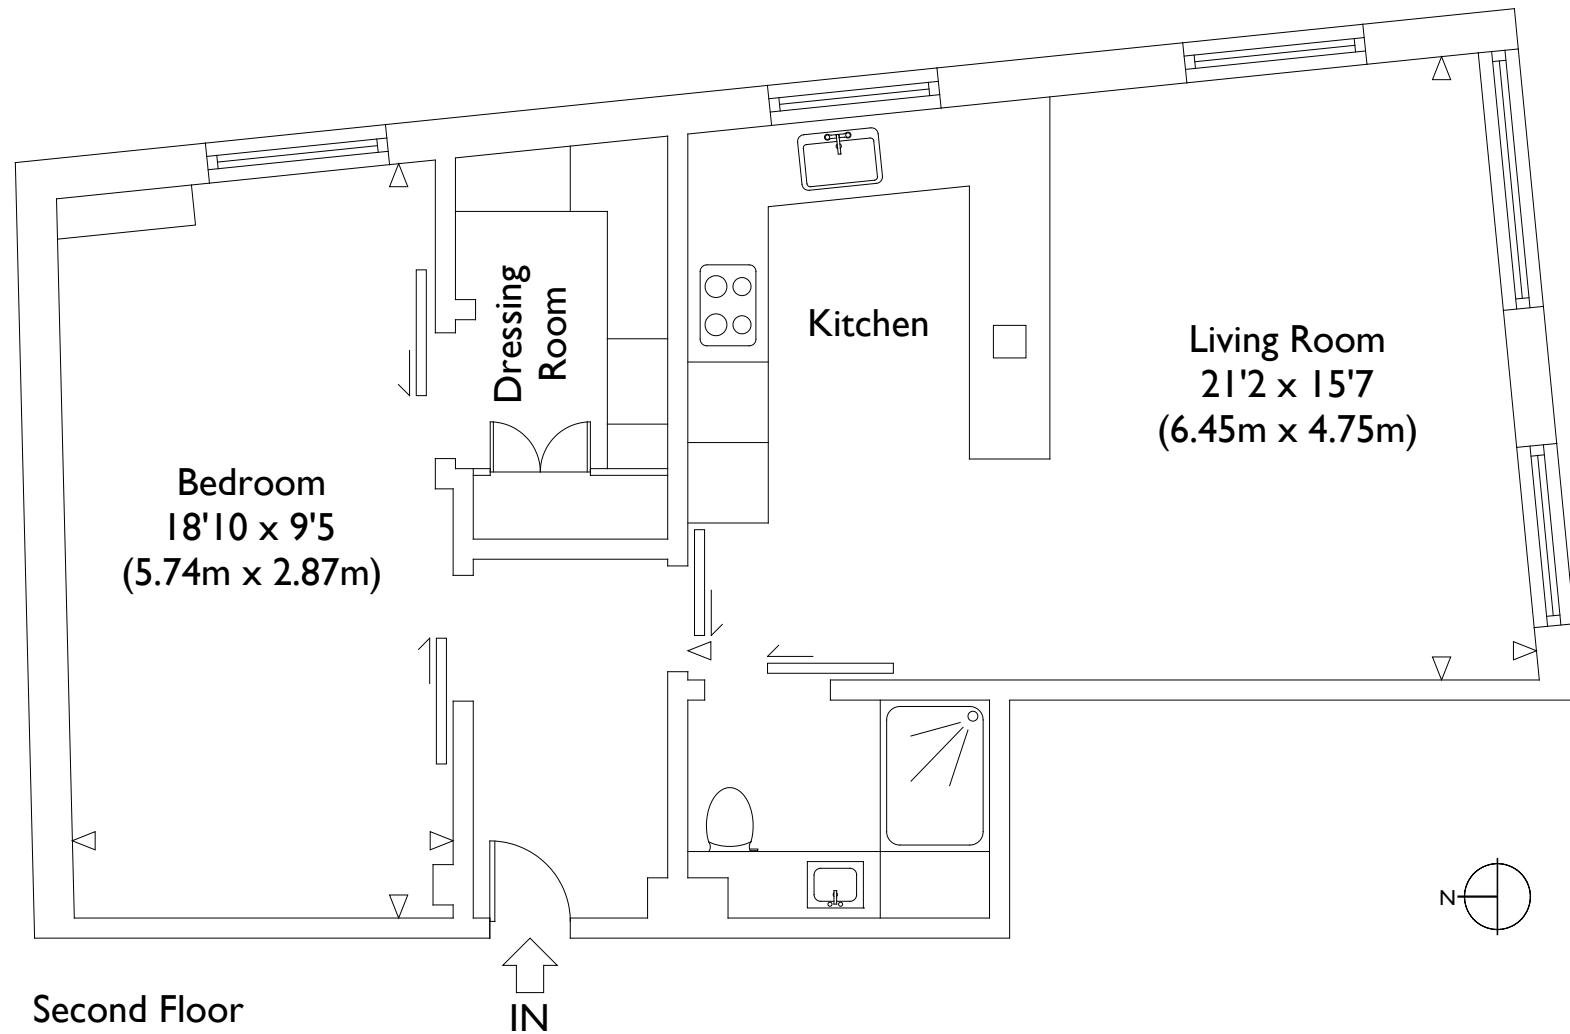 Dressing
Room
Kitchen
Living Room
21'2 x 15'7
(6.45m x 4.75m)
Bedroom
18'10 x 9'5
(5.74m x 2.87m)
N
Second Floor
IN